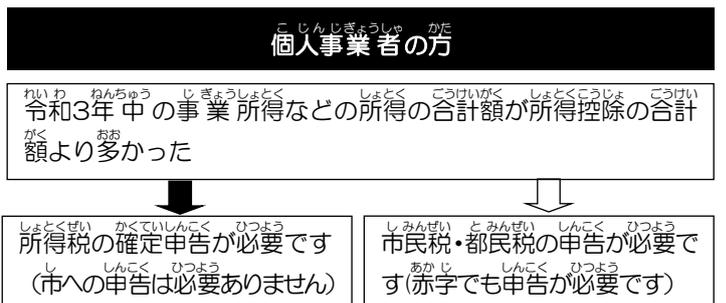 個人事業者の方
令和3年中の事業所得などの所得の合計額が所得控除の合計
額より多かった
所得税の確定申告が必要です
（市への申告は必要ありません）
市民税・都民税の申告が必要で
す(赤字でも申告が必要です）